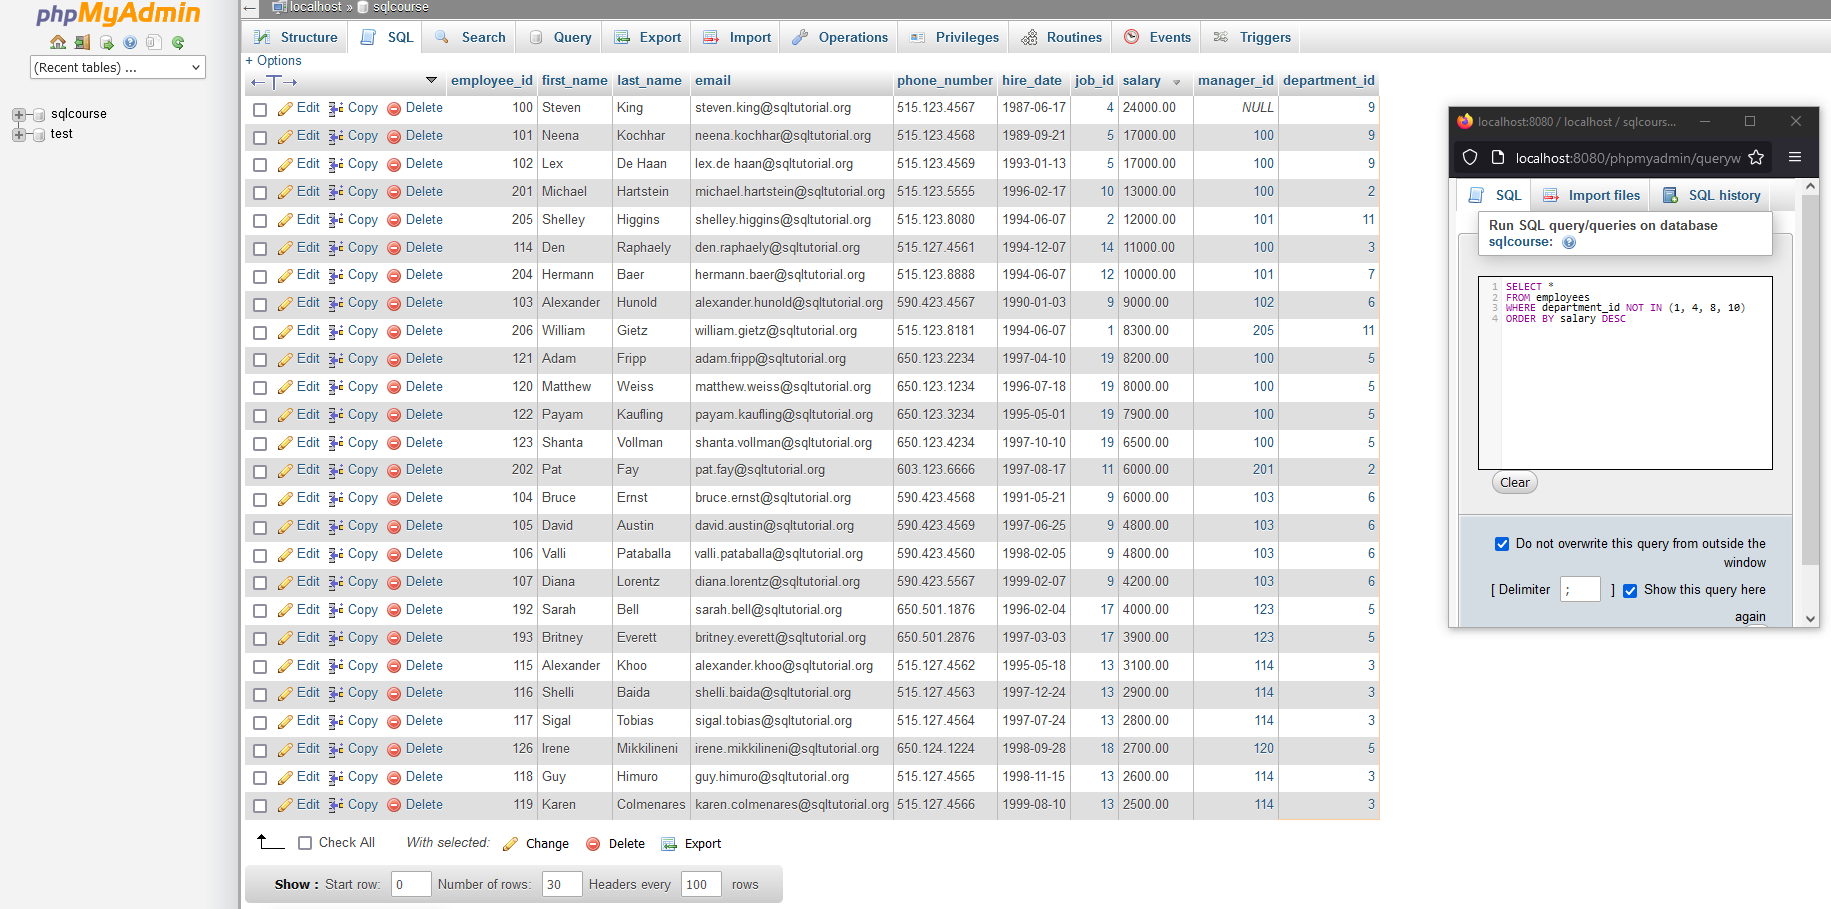 phpMyAdmin
(Recent tables) ...
sqlcourse
test
localhost » sqlcourse
Structure SQL Search Query Export Import Operations Privileges Routines Events Triggers
+ Options
←T→ employee_id first_name last_name email phone_number hire_date job_id salary manager_id department_id
Edit Copy Delete 100 Steven King steven.king@sqltutorial.org 515.123.4567 1987-06-17 4 24000.00 NULL 9
Edit Copy Delete 101 Neena Kochhar neena.kochhar@sqltutorial.org 515.123.4568 1989-09-21 5 17000.00 100 9
Edit Copy Delete 102 Lex De Haan lex.de haan@sqltutorial.org 515.123.4569 1993-01-13 5 17000.00 100 9
Edit Copy Delete 201 Michael Hartstein michael.hartstein@sqltutorial.org 515.123.5555 1996-02-17 10 13000.00 100 2
Edit Copy Delete 205 Shelley Higgins shelley.higgins@sqltutorial.org 515.123.8080 1994-06-07 2 12000.00 101 11
Edit Copy Delete 114 Den Raphaely den.raphaely@sqltutorial.org 515.127.4561 1994-12-07 14 11000.00 100 3
Edit Copy Delete 204 Hermann Baer hermann.baer@sqltutorial.org 515.123.8888 1994-06-07 12 10000.00 101 7
Edit Copy Delete 103 Alexander Hunold alexander.hunold@sqltutorial.org 590.423.4567 1990-01-03 9 9000.00 102 6
Edit Copy Delete 206 William Gietz william.gietz@sqltutorial.org 515.123.8181 1994-06-07 1 8300.00 205 11
Edit Copy Delete 121 Adam Fripp adam.fripp@sqltutorial.org 650.123.2234 1997-04-10 19 8200.00 100 5
Edit Copy Delete 120 Matthew Weiss matthew.weiss@sqltutorial.org 650.123.1234 1996-07-18 19 8000.00 100 5
Edit Copy Delete 122 Payam Kaufling payam.kaufling@sqltutorial.org 650.123.3234 1995-05-01 19 7900.00 100 5
Edit Copy Delete 123 Shanta Vollman shanta.vollman@sqltutorial.org 650.123.4234 1997-10-10 19 6500.00 100 5
Edit Copy Delete 202 Pat Fay pat.fay@sqltutorial.org 603.123.6666 1997-08-17 11 6000.00 201 2
Edit Copy Delete 104 Bruce Ernst bruce.ernst@sqltutorial.org 590.423.4568 1991-05-21 9 6000.00 103 6
Edit Copy Delete 105 David Austin david.austin@sqltutorial.org 590.423.4569 1997-06-25 9 4800.00 103 6
Edit Copy Delete 106 Valli Pataballa valli.pataballa@sqltutorial.org 590.423.4560 1998-02-05 9 4800.00 103 6
Edit Copy Delete 107 Diana Lorentz diana.lorentz@sqltutorial.org 590.423.5567 1999-02-07 9 4200.00 103 6
Edit Copy Delete 192 Sarah Bell sarah.bell@sqltutorial.org 650.501.1876 1996-02-04 17 4000.00 123 5
Edit Copy Delete 193 Britney Everett britney.everett@sqltutorial.org 650.501.2876 1997-03-03 17 3900.00 123 5
Edit Copy Delete 115 Alexander Khoo alexander.khoo@sqltutorial.org 515.127.4562 1995-05-18 13 3100.00 114 3
Edit Copy Delete 116 Shelli Baida shelli.baida@sqltutorial.org 515.127.4563 1997-12-24 13 2900.00 114 3
Edit Copy Delete 117 Sigal Tobias sigal.tobias@sqltutorial.org 515.127.4564 1997-07-24 13 2800.00 114 3
Edit Copy Delete 126 Irene Mikkilineni irene.mikkilineni@sqltutorial.org 650.124.1224 1998-09-28 18 2700.00 120 5
Edit Copy Delete 118 Guy Himuro guy.himuro@sqltutorial.org 515.127.4565 1998-11-15 13 2600.00 114 3
Edit Copy Delete 119 Karen Colmenares karen.colmenares@sqltutorial.org 515.127.4566 1999-08-10 13 2500.00 114 3
Check All With selected: Change Delete Export
Show : Start row: 0 Number of rows: 30 Headers every 100 rows
localhost:8080 / localhost / sqlcours...
localhost:8080/phpmyadmin/queryw
SQL Import files SQL history
Run SQL query/queries on database
sqlcourse:
1 SELECT *
2 FROM employees
3 WHERE department_id NOT IN (1, 4, 8, 10)
4 ORDER BY salary DESC
Clear
Do not overwrite this query from outside the
window
[ Delimiter ; ] Show this query here
again